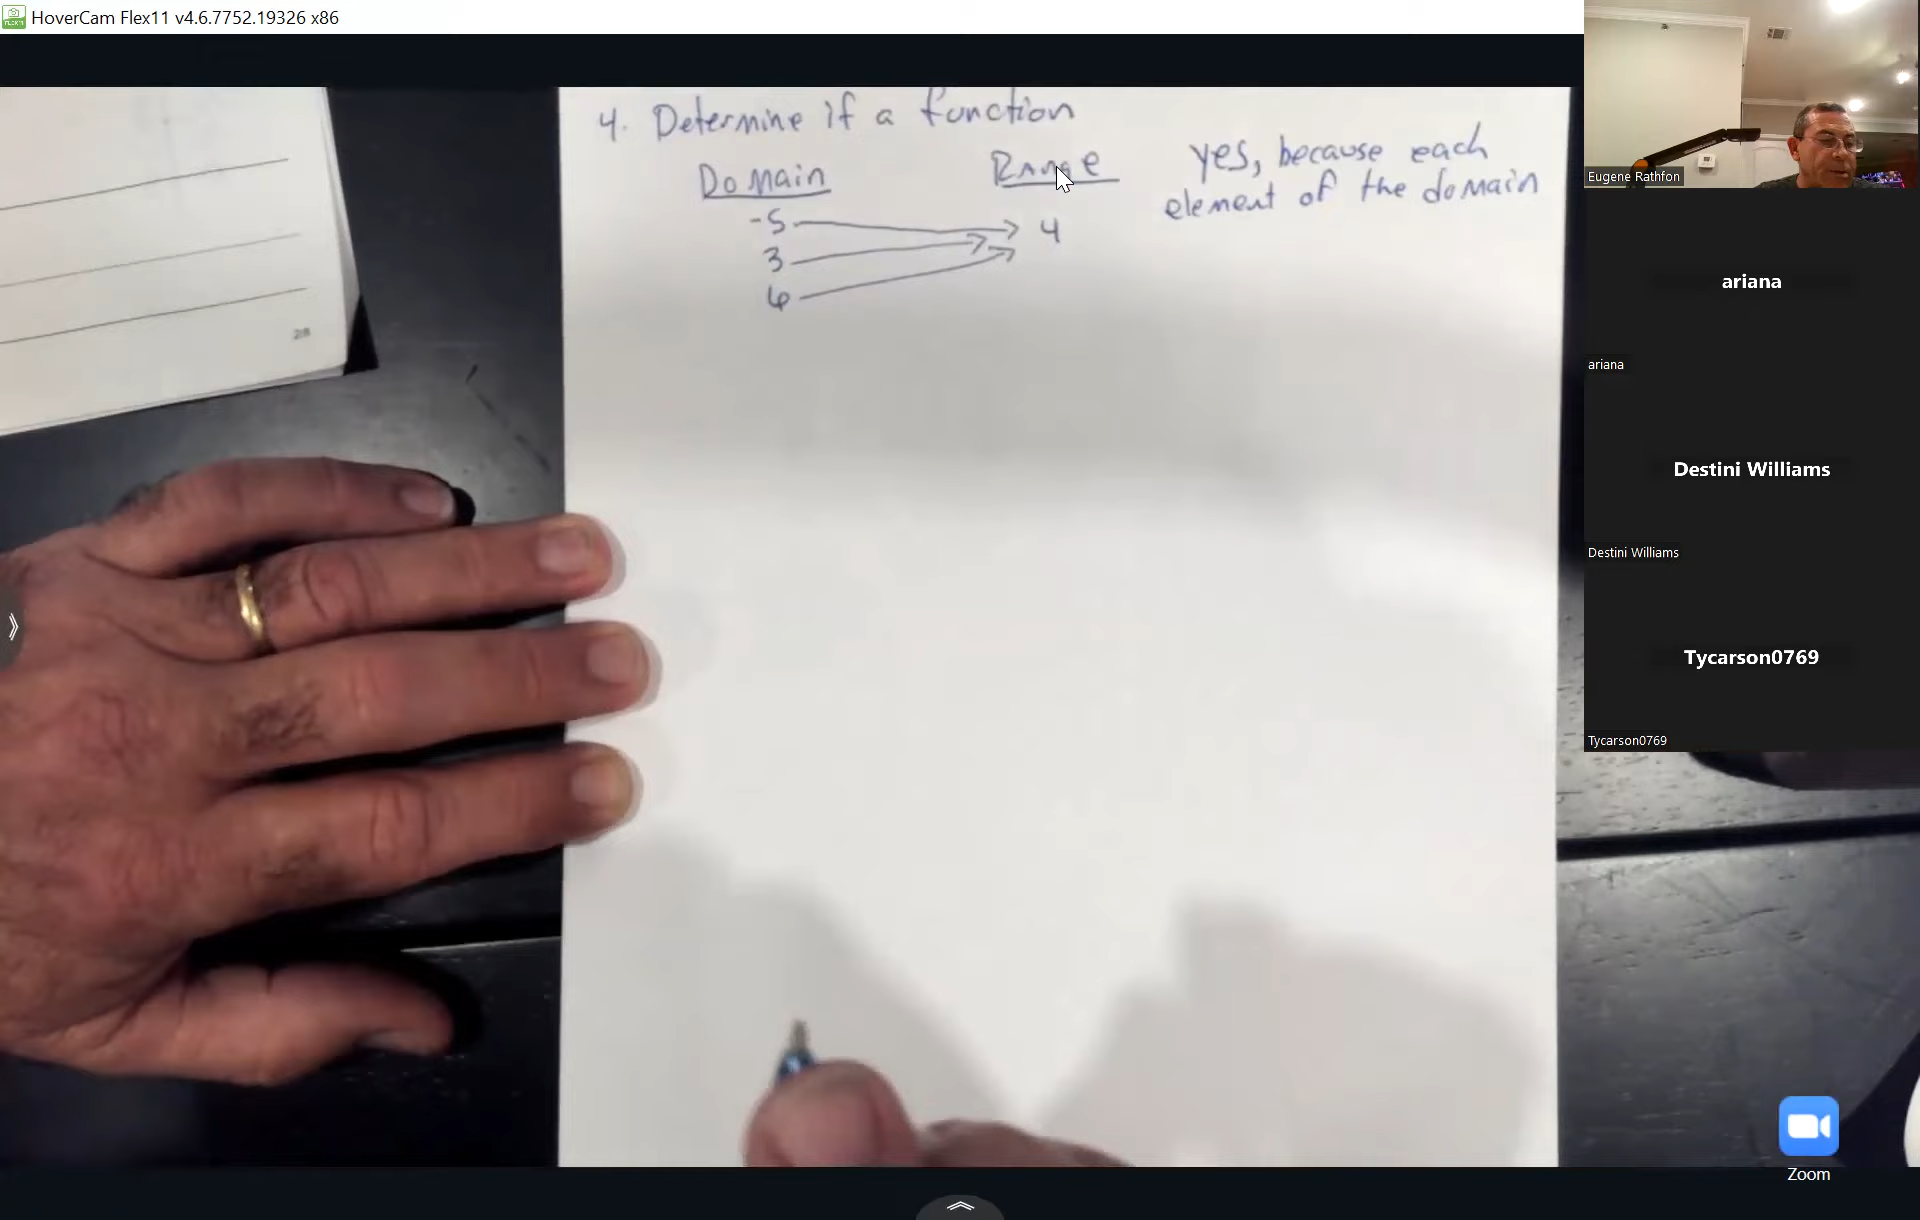 HoverCam Flex11 v4.6.7752.19326 x86
4. Determine if a function
Domain Range
-5 4
3
6
yes, because each
element of the domain
28
Eugene Rathfon
ariana
ariana
Destini Williams
Destini Williams
Tycarson0769
Tycarson0769
Zoom